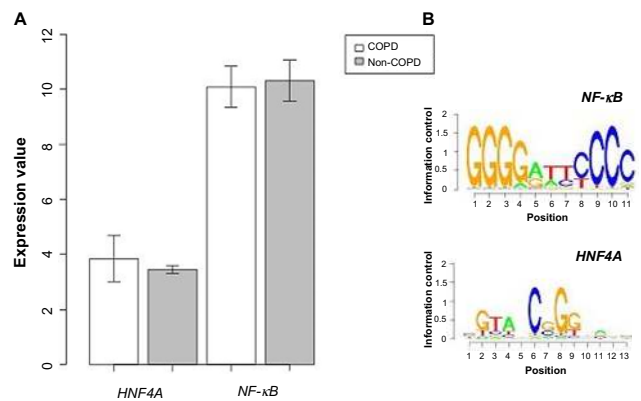 A
Expression value
12
10
8
6
4
2
0
HNF4A
NF-κB
COPD
Non-COPD
B
NF-κB
Information control
2
1.5
1
0.5
0
1 2 3 4 5 6 7 8 9 10 11
Position
HNF4A
Information control
2
1.5
1
0.5
0
1 2 3 4 5 6 7 8 9 10 11 12 13
Position